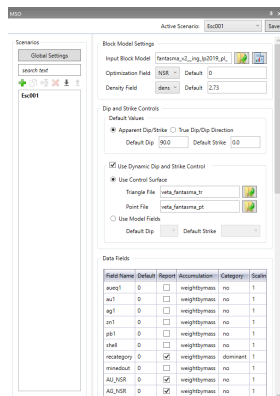 MSO
Active Scenario: Esc001 Save
Scenarios
Global Settings
search text
Esc001
Block Model Settings
Input Block Model fantasma_v2__ing_lp2019_pl_
Optimization Field NSR Default 0
Density Field dens Default 2.73
Dip and Strike Controls
Default Values
Apparent Dip/Strike True Dip/Dip Direction
Default Dip 90.0 Default Strike 0.0
Use Dynamic Dip and Strike Control
Use Control Surface
Triangle File veta_fantasma_tr
Point File veta_fantasma_pt
Use Model Fields
Default Dip Default Strike
Data Fields
Field Name Default Report Accumulation Category Scalin
aueq1 0 weightbymass no 1
au1 0 weightbymass no 1
ag1 0 weightbymass no 1
zn1 0 weightbymass no 1
pb1 0 weightbymass no 1
shell 0 weightbymass no 1
recategory 0 weightbymass dominant 1
minedout 0 weightbymass no 1
AU_NSR 0 weightbymass no 1
AG_NSR 0 weightbymass no 1